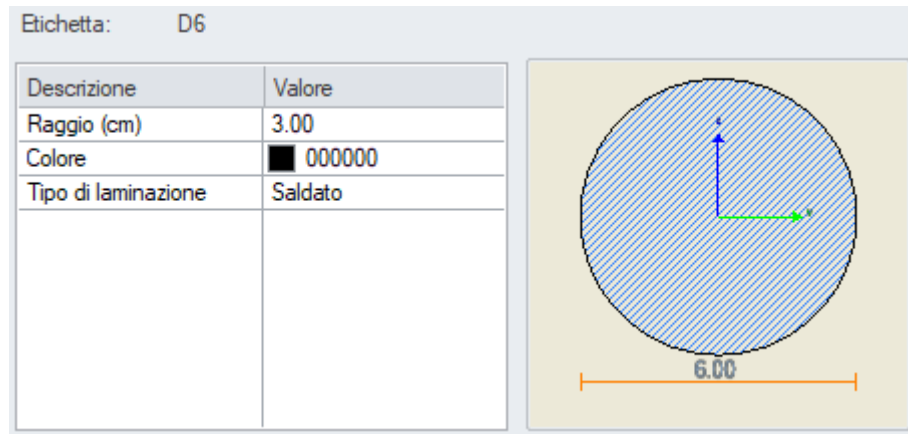 Etichetta: D6
Descrizione Valore
Raggio (cm) 3.00
Colore 000000
Tipo di laminazione Saldato
6.00